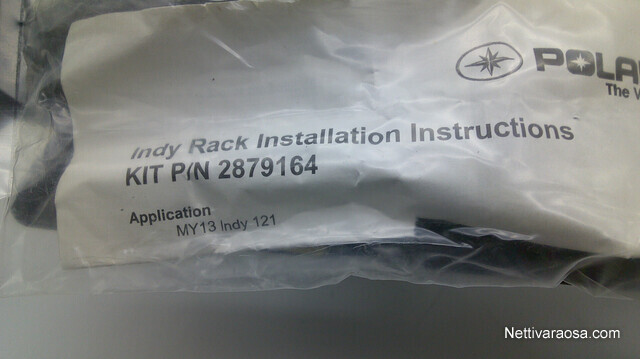 POLA
The
Indy Rack Installation Instructions
KIT P/N 2879164
Application
MY13 Indy 121
Nettivaraosa.com